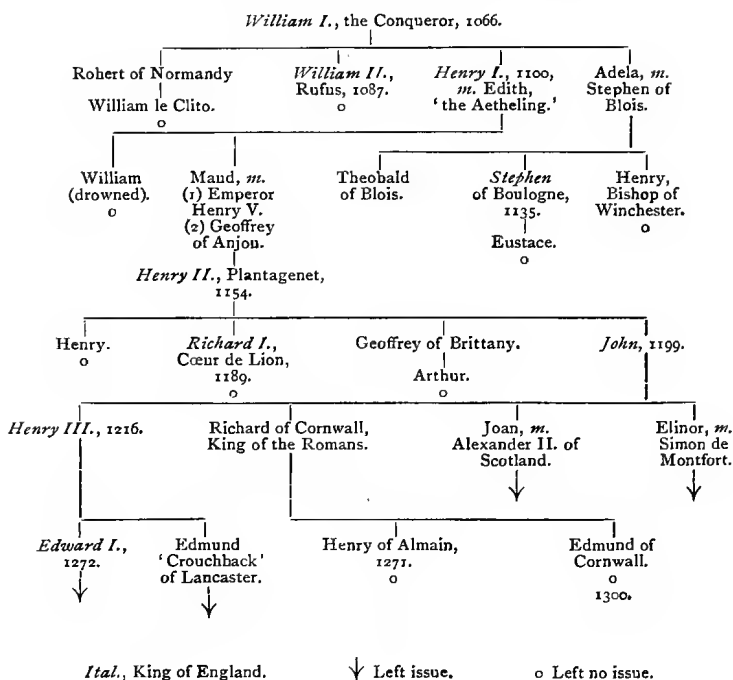 William I., the Conqueror, 1066.
Rohert of Normandy
William le Clito.
o
William II.,
Rufus, 1087.
o
Henry I., 1100,
m. Edith,
‘the Aetheling.’
Adela, m.
Stephen of
Blois.
William
(drowned).
o
Maud, m.
(1) Emperor
Henry V.
(2) Geoffrey
of Anjou.
Theobald
of Blois.
Stephen
of Boulogne,
1135.
Eustace.
o
Henry,
Bishop of
Winchester.
o
Henry II., Plantagenet,
1154.
Henry.
o
Richard I.,
Cœur de Lion,
1189.
o
Geoffrey of Brittany.
Arthur.
o
John, 1199.
Henry III., 1216.
Richard of Cornwall,
King of the Romans.
Joan, m.
Alexander II. of
Scotland.
Elinor, m.
Simon de
Montfort.
Edward I.,
1272.
Edmund
‘Crouchback’
of Lancaster.
Henry of Almain,
1271.
o
Edmund of
Cornwall.
o
1300.
Ital., King of England. Left issue. o Left no issue.